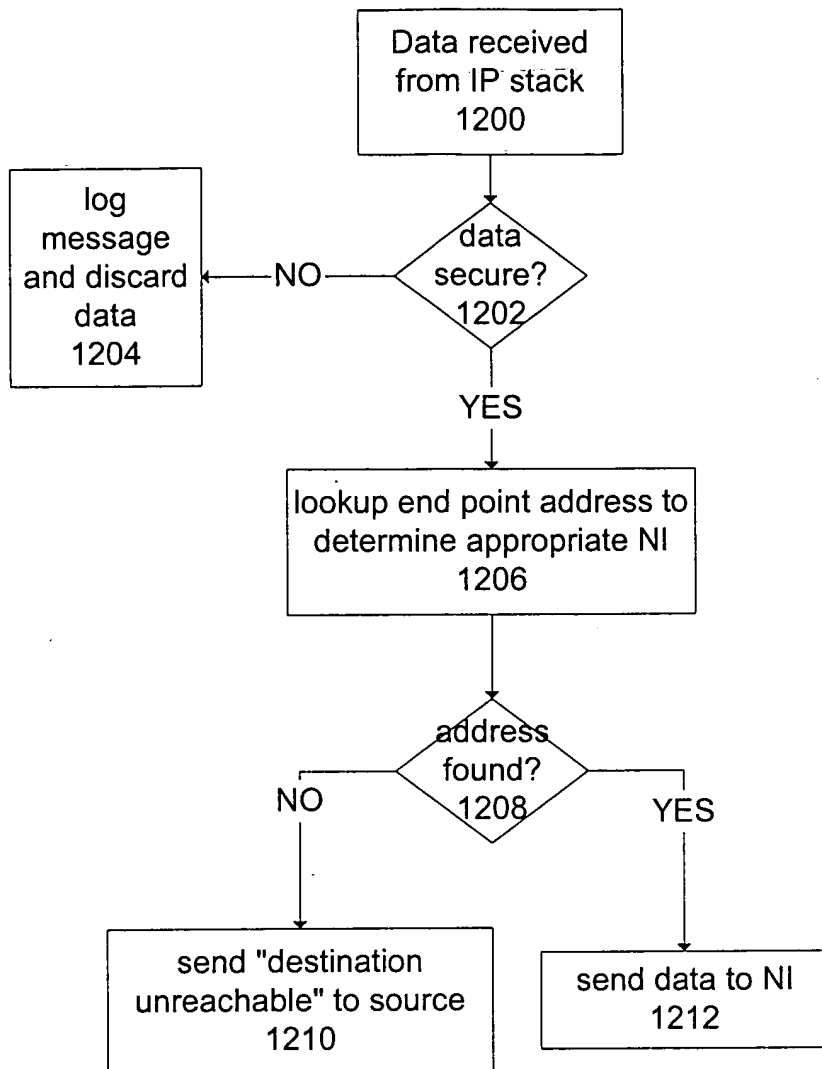 Data received
from IP stack
1200
log
message
and discard
data
1204
NO
data
secure?
1202
YES
lookup end point address to
determine appropriate NI
1206
address
found?
1208
NO
YES
send "destination
unreachable" to source
1210
send data to NI
1212